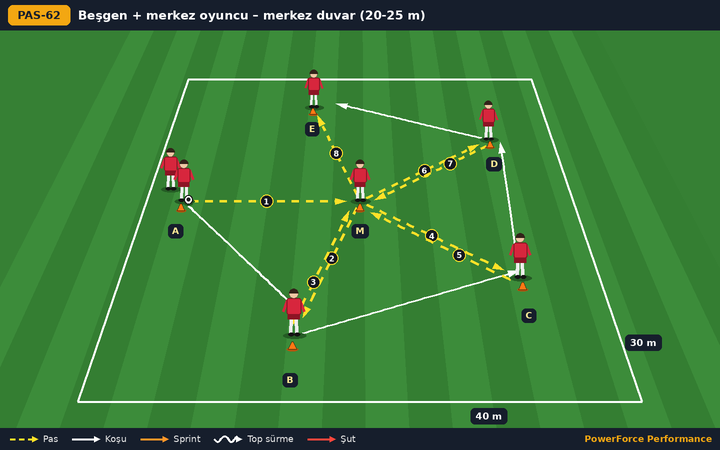 PAS-62
Beşgen + merkez oyuncu – merkez duvar (20-25 m)
E
D
8
6
7
A
1
M
4
2
5
3
C
B
30 m
40 m
Pas
Koşu
Sprint
Top sürme
Şut
PowerForce Performance